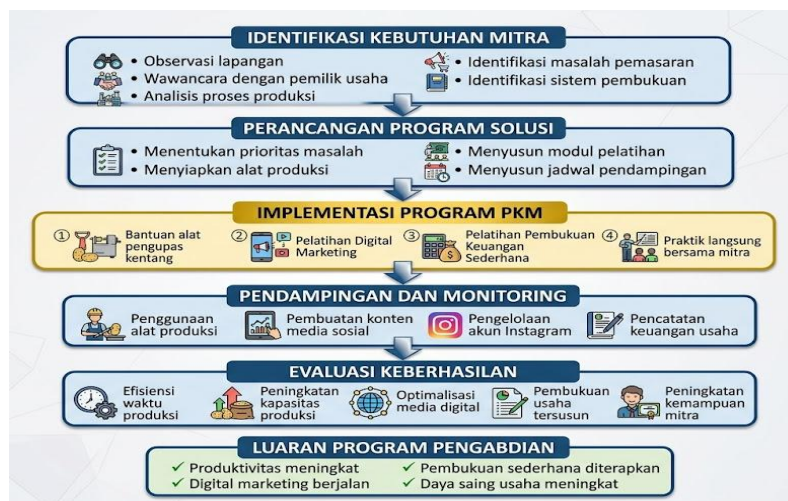 IDENTIFIKASI KEBUTUHAN MITRA
• Observasi lapangan
• Wawancara dengan pemilik usaha
• Analisis proses produksi
• Identifikasi masalah pemasaran
• Identifikasi sistem pembukuan
PERANCANGAN PROGRAM SOLUSI
• Menentukan prioritas masalah
• Menyiapkan alat produksi
• Menyusun modul pelatihan
• Menyusun jadwal pendampingan
IMPLEMENTASI PROGRAM PKM
① Bantuan alat
pengupas
kentang
② Pelatihan Digital
Marketing
③ Pelatihan Pembukuan
Keuangan
Sederhana
④ Praktik langsung
bersama mitra
PENDAMPINGAN DAN MONITORING
Penggunaan
alat produksi
Pembuatan konten
media sosial
Pengelolaan
akun Instagram
Pencatatan
keuangan usaha
EVALUASI KEBERHASILAN
Efisiensi
waktu
produksi
Peningkatan
kapasitas
produksi
Optimalisasi
media digital
Pembukuan
usaha
tersusun
Peningkatan
kemampuan
mitra
LUARAN PROGRAM PENGABDIAN
✓ Produktivitas meningkat
✓ Digital marketing berjalan
✓ Pembukuan sederhana diterapkan
✓ Daya saing usaha meningkat